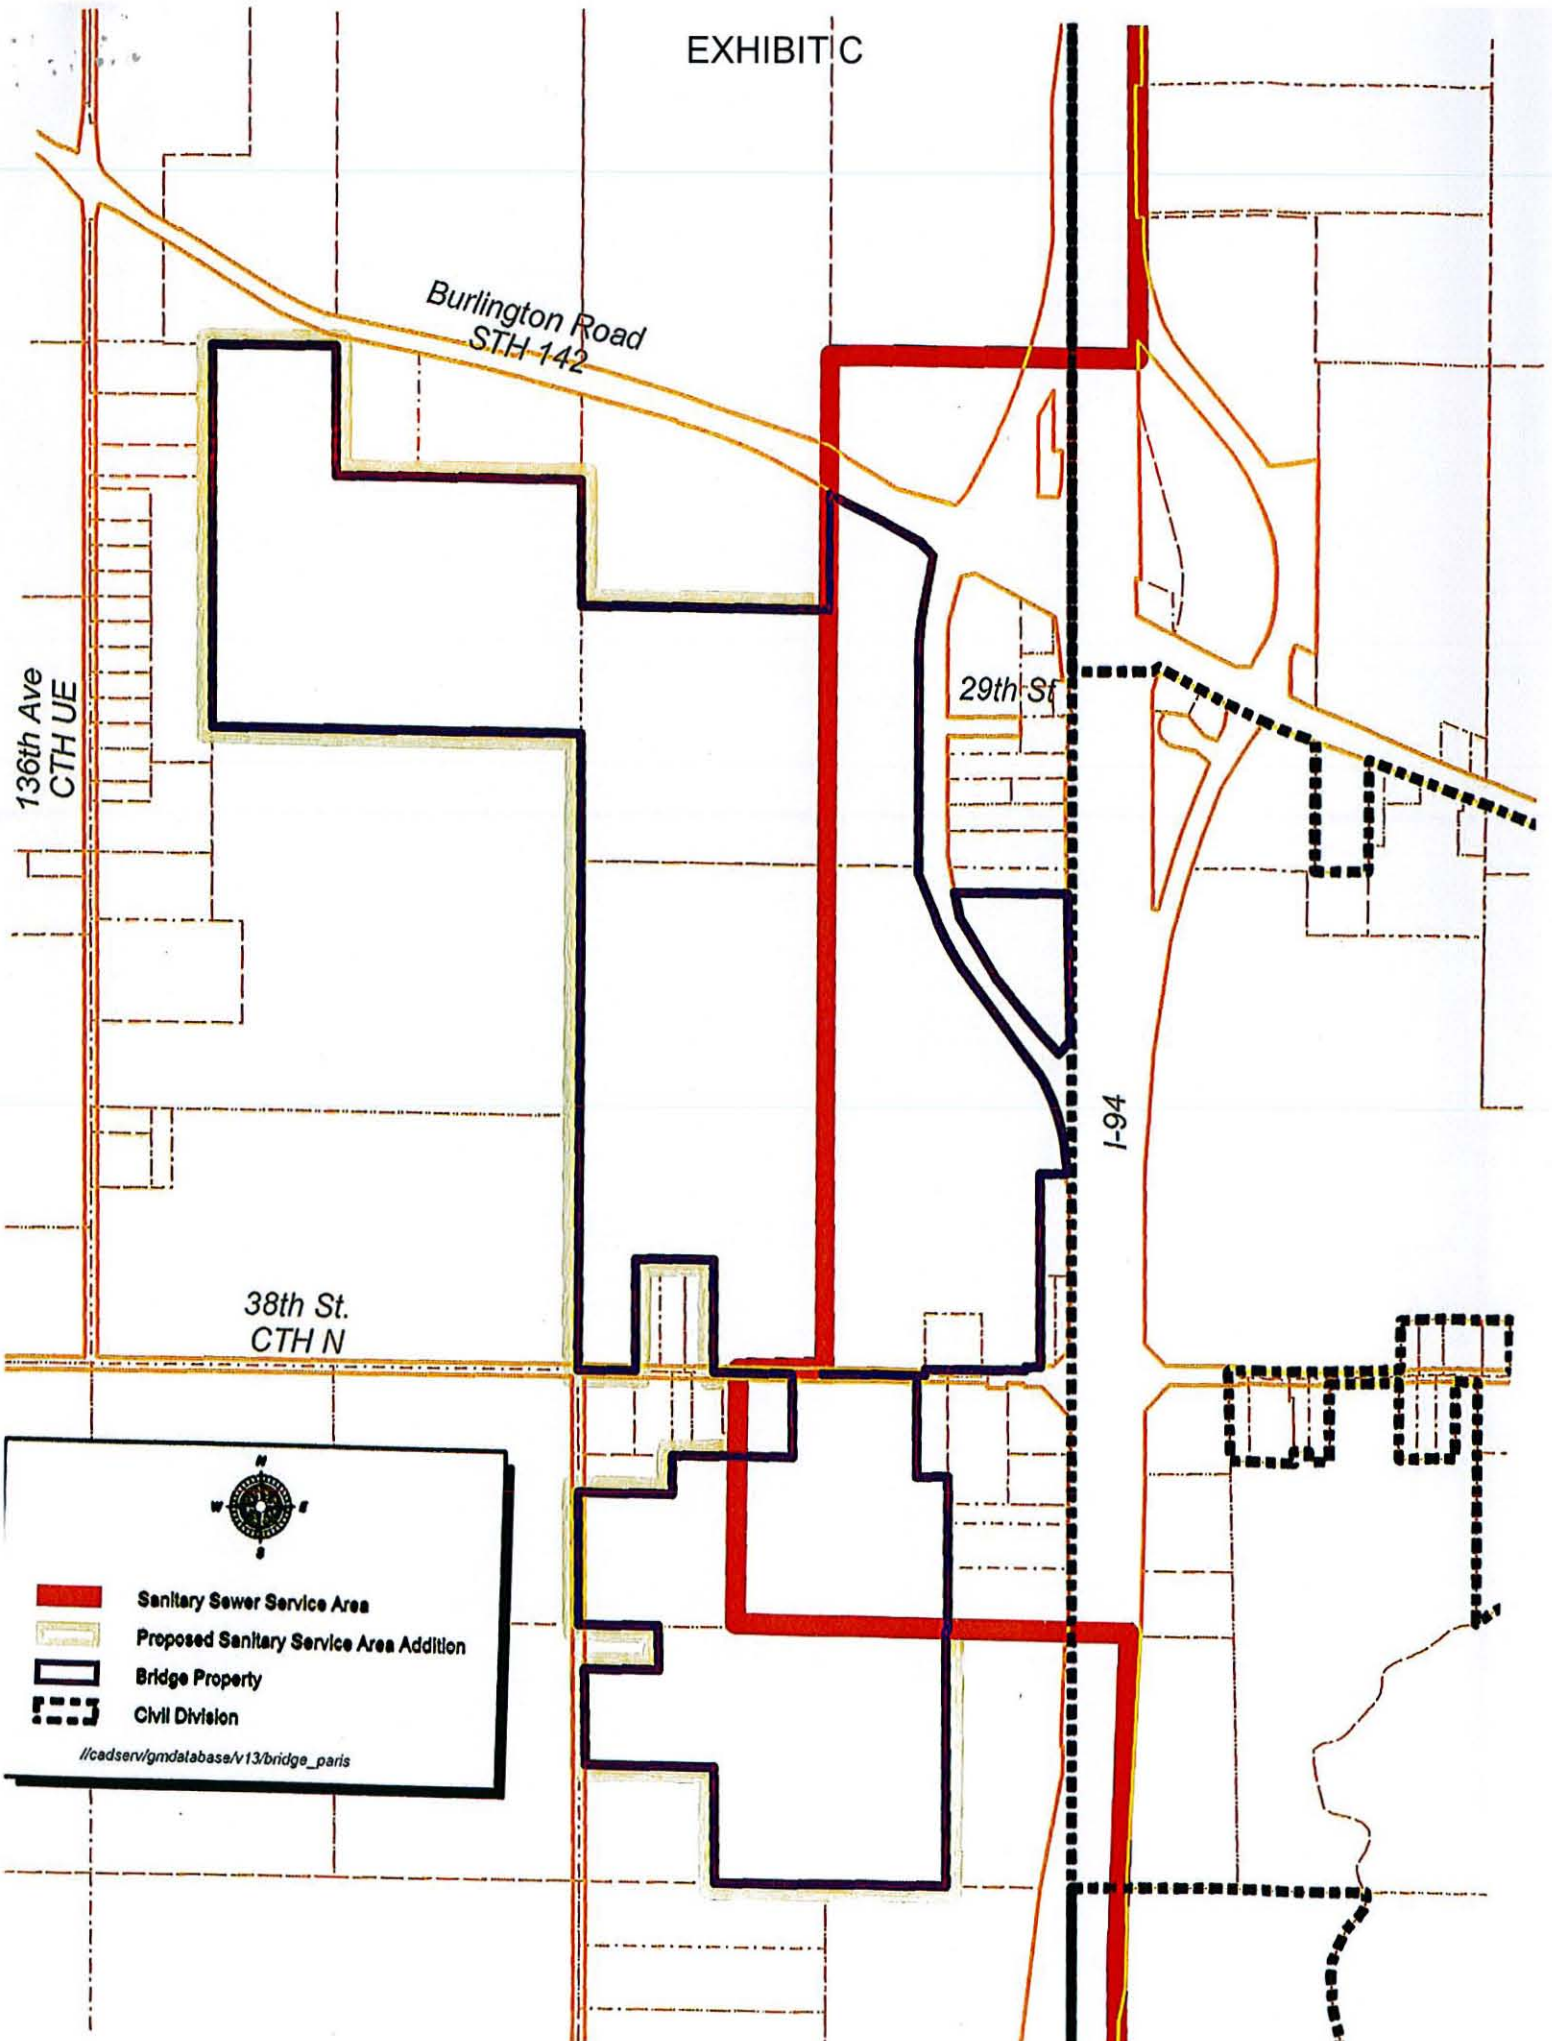 EXHIBIT C
Burlington Road
STH 142
29th St
136th Ave
CTH UE
I-94
38th St.
CTH N
N
W E
S
Sanitary Sewer Service Area
Proposed Sanitary Service Area Addition
Bridge Property
Civil Division
//cadserv/gmdatabase/v13/bridge_paris